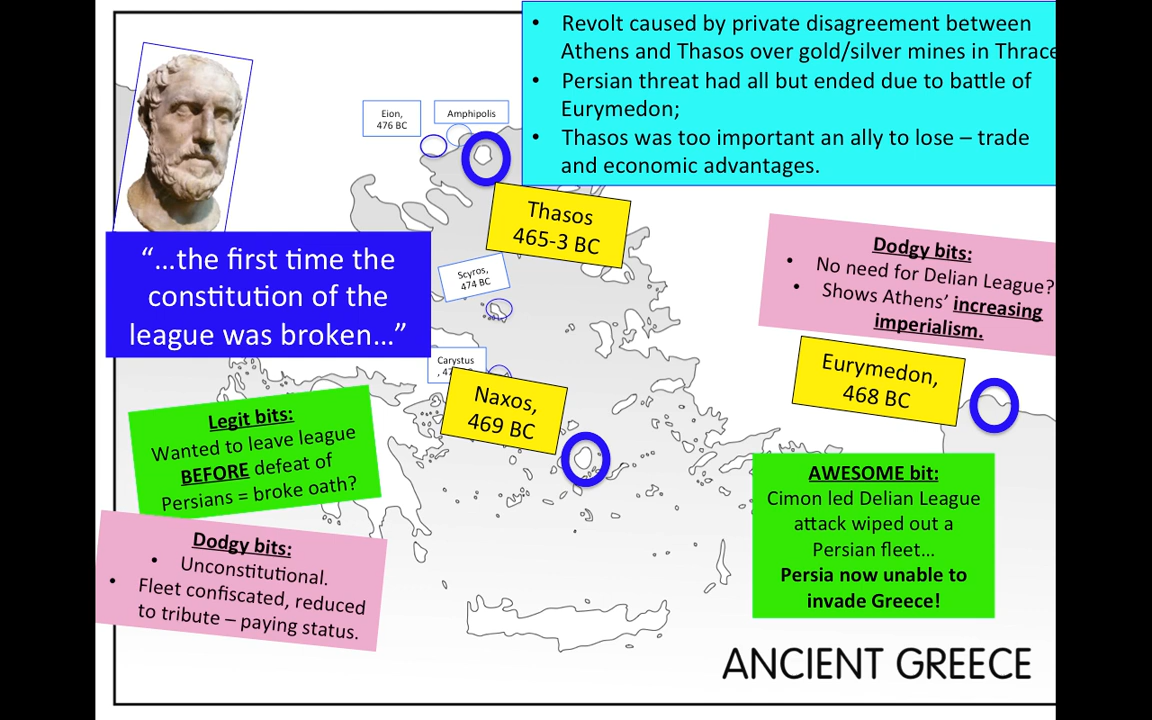 • Revolt caused by private disagreement between
Athens and Thasos over gold/silver mines in Thrace
• Persian threat had all but ended due to battle of
Eurymedon;
• Thasos was too important an ally to lose – trade
and economic advantages.
Eion,
476 BC
Amphipolis
Thasos
465-3 BC
“…the first time the
constitution of the
league was broken…”
Scyros,
474 BC
Dodgy bits:
• No need for Delian League?
• Shows Athens’ increasing
imperialism.
Carystus
Naxos,
469 BC
Eurymedon,
468 BC
Legit bits:
Wanted to leave league
BEFORE defeat of
Persians = broke oath?
AWESOME bit:
Cimon led Delian League
attack wiped out a
Persian fleet…
Persia now unable to
invade Greece!
Dodgy bits:
• Unconstitutional.
• Fleet confiscated, reduced
to tribute – paying status.
ANCIENT GREECE